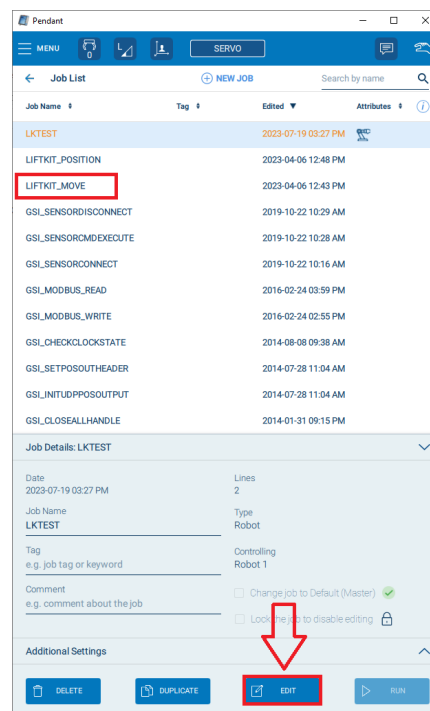 Pendant
MENU 0 SERVO
Job List NEW JOB Search by name
Job Name Tag Edited Attributes
LKTEST 2023-07-19 03:27 PM
LIFTKIT_POSITION 2023-04-06 12:48 PM
LIFTKIT_MOVE 2023-04-06 12:43 PM
GSI_SENSORDISCONNECT 2019-10-22 10:29 AM
GSI_SENSORCMDEXECUTE 2019-10-22 10:28 AM
GSI_SENSORCONNECT 2019-10-22 10:16 AM
GSI_MODBUS_READ 2016-02-24 03:59 PM
GSI_MODBUS_WRITE 2016-02-24 02:55 PM
GSI_CHECKCLOCKSTATE 2014-08-08 09:38 AM
GSI_SETPOSOUTHEADER 2014-07-28 11:04 AM
GSI_INITUDPPOSOUTPUT 2014-07-28 11:04 AM
GSI_CLOSEALLHANDLE 2014-01-31 09:15 PM
Job Details: LKTEST
Date Lines
2023-07-19 03:27 PM 2
Job Name Type
LKTEST Robot
Tag Controlling
e.g. job tag or keyword Robot 1
Comment
e.g. comment about the job
Change job to Default (Master)
Lock the job to disable editing
Additional Settings
DELETE DUPLICATE EDIT RUN